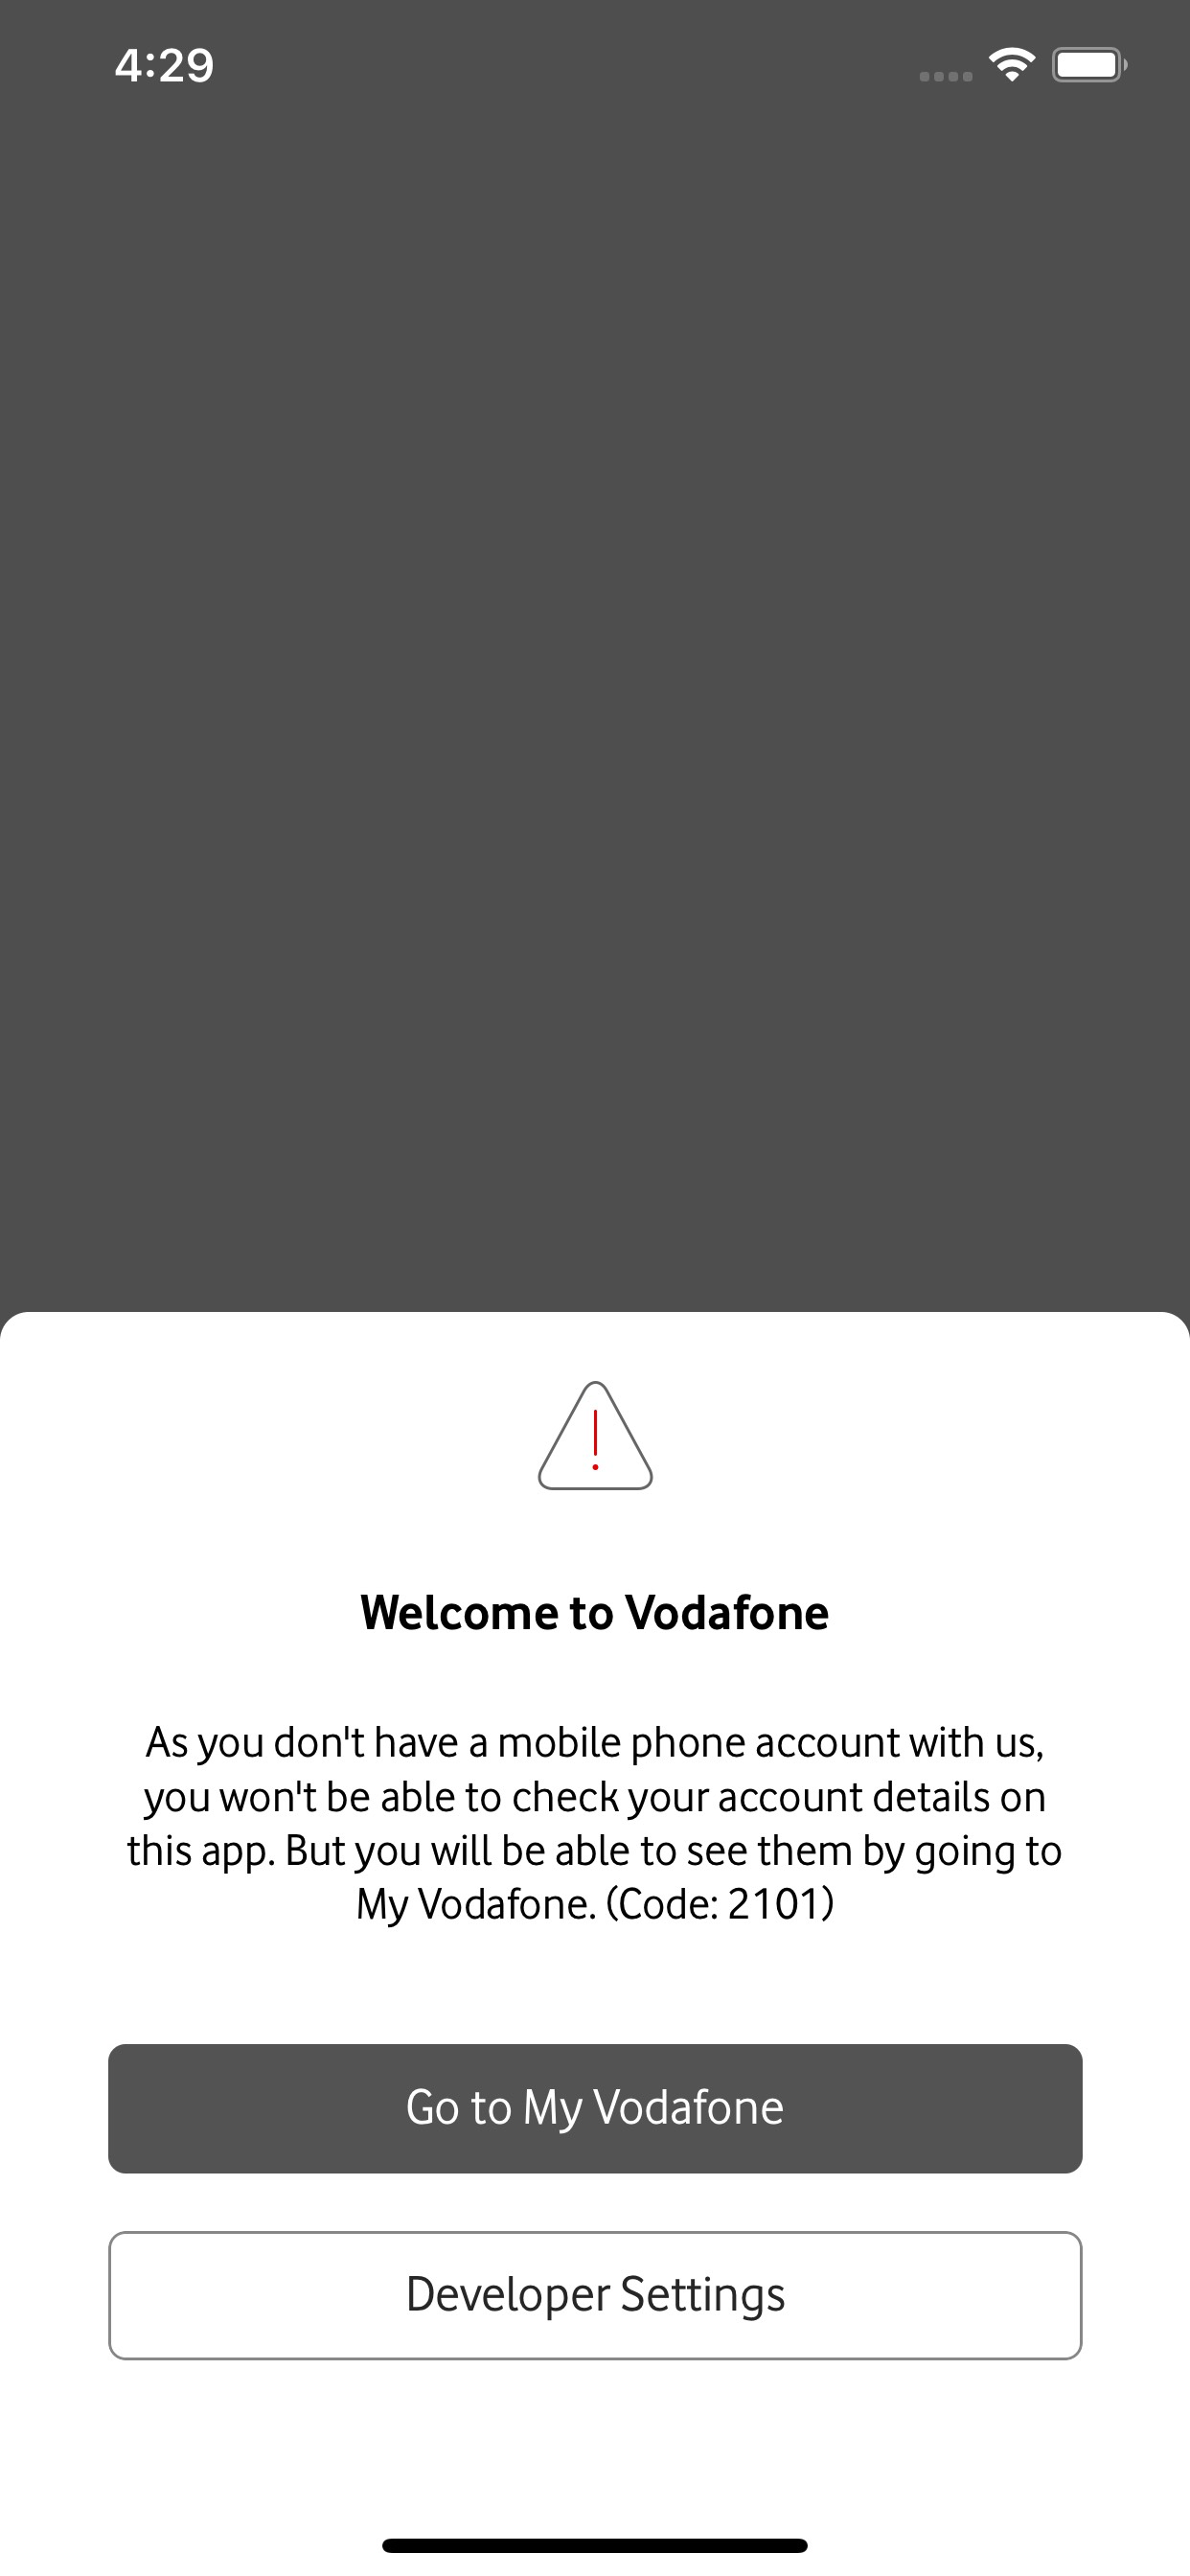 4:29
Welcome to Vodafone
As you don't have a mobile phone account with us,
you won't be able to check your account details on
this app. But you will be able to see them by going to
My Vodafone. (Code: 2101)
Go to My Vodafone
Developer Settings